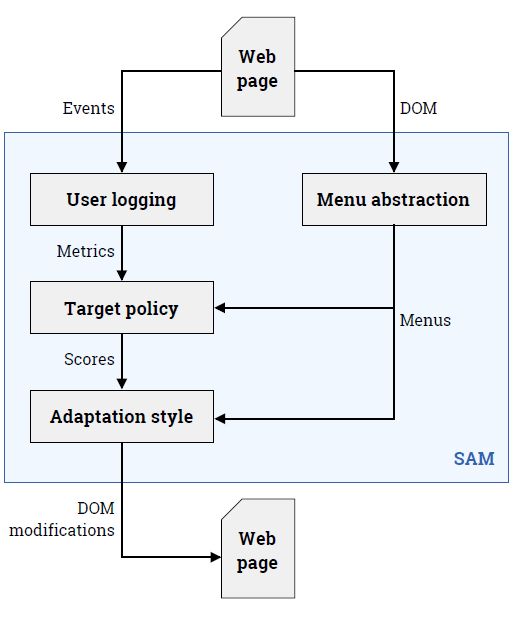 Web
page
Events
DOM
User logging
Menu abstraction
Metrics
Target policy
Menus
Scores
Adaptation style
SAM
DOM
modifications
Web
page